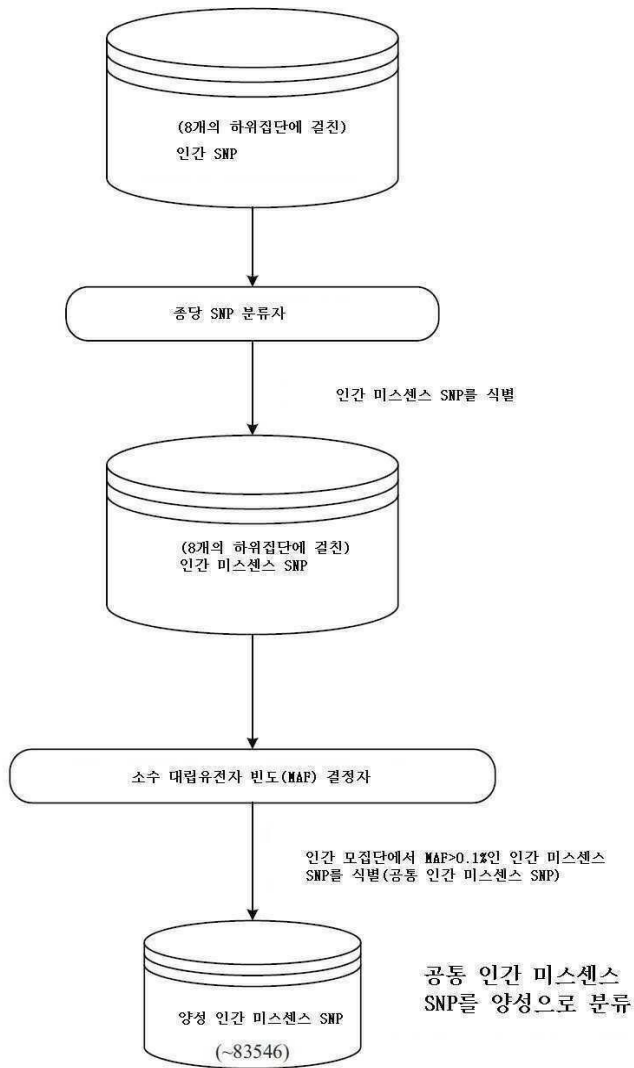 (8개의 하위집단에 걸친)
인간 SNP
종당 SNP 분류자
인간 미스센스 SNP를 식별
(8개의 하위집단에 걸친)
인간 미스센스 SNP
소수 대립유전자 빈도(MAF) 결정자
인간 모집단에서 MAF>0.1%인 인간 미스센스
SNP를 식별(공통 인간 미스센스 SNP)
양성 인간 미스센스 SNP
(~83546)
공통 인간 미스센스
SNP를 양성으로 분류